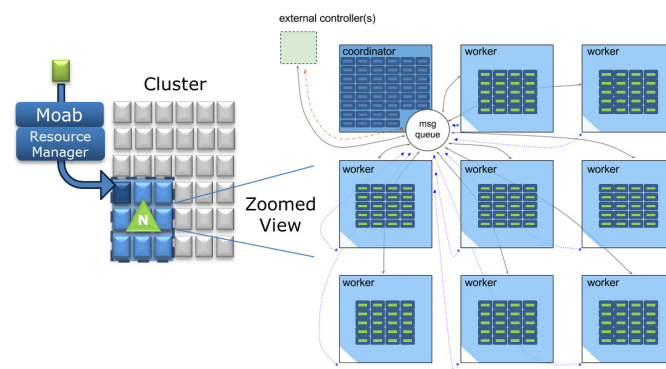 external controller(s)
coordinator
worker
worker
Cluster
Moab
Resource
Manager
msg
queue
worker
worker
worker
N
Zoomed
View
worker
worker
worker